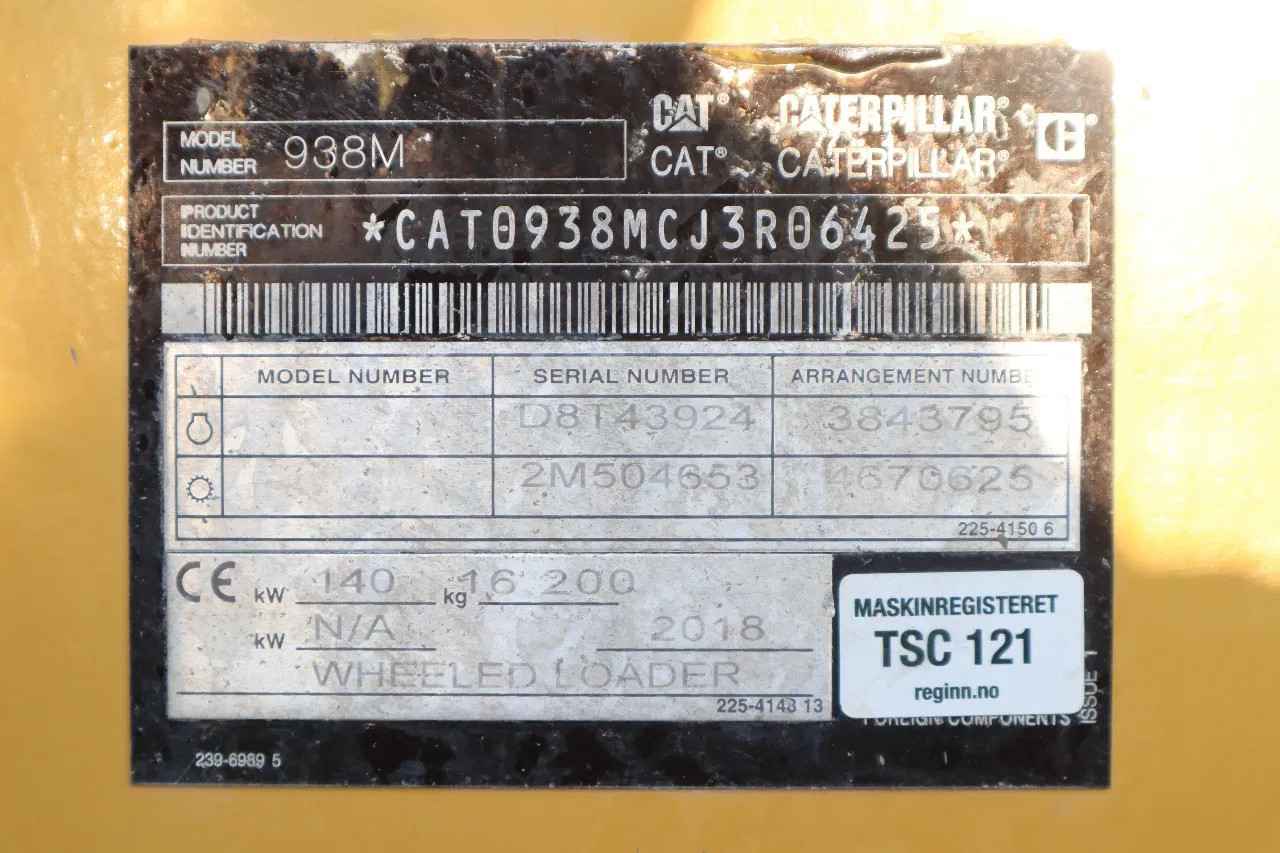 CAT® CATERPILLAR®
MODEL NUMBER 938M
CAT® CATERPILLAR®
PRODUCT IDENTIFICATION NUMBER *CAT0938MCJ3R06425*
MODEL NUMBER SERIAL NUMBER ARRANGEMENT NUMBE
D8T43924 3843795
2M504653 4670625
225-4150 6
CE kW 140 kg 16 200
kW N/A 2018
WHEELED LOADER
225-4148 13
MASKINREGISTERET
TSC 121
reginn.no
FOREIGN COMPONENTS
ISSUE 1
239-6989 5